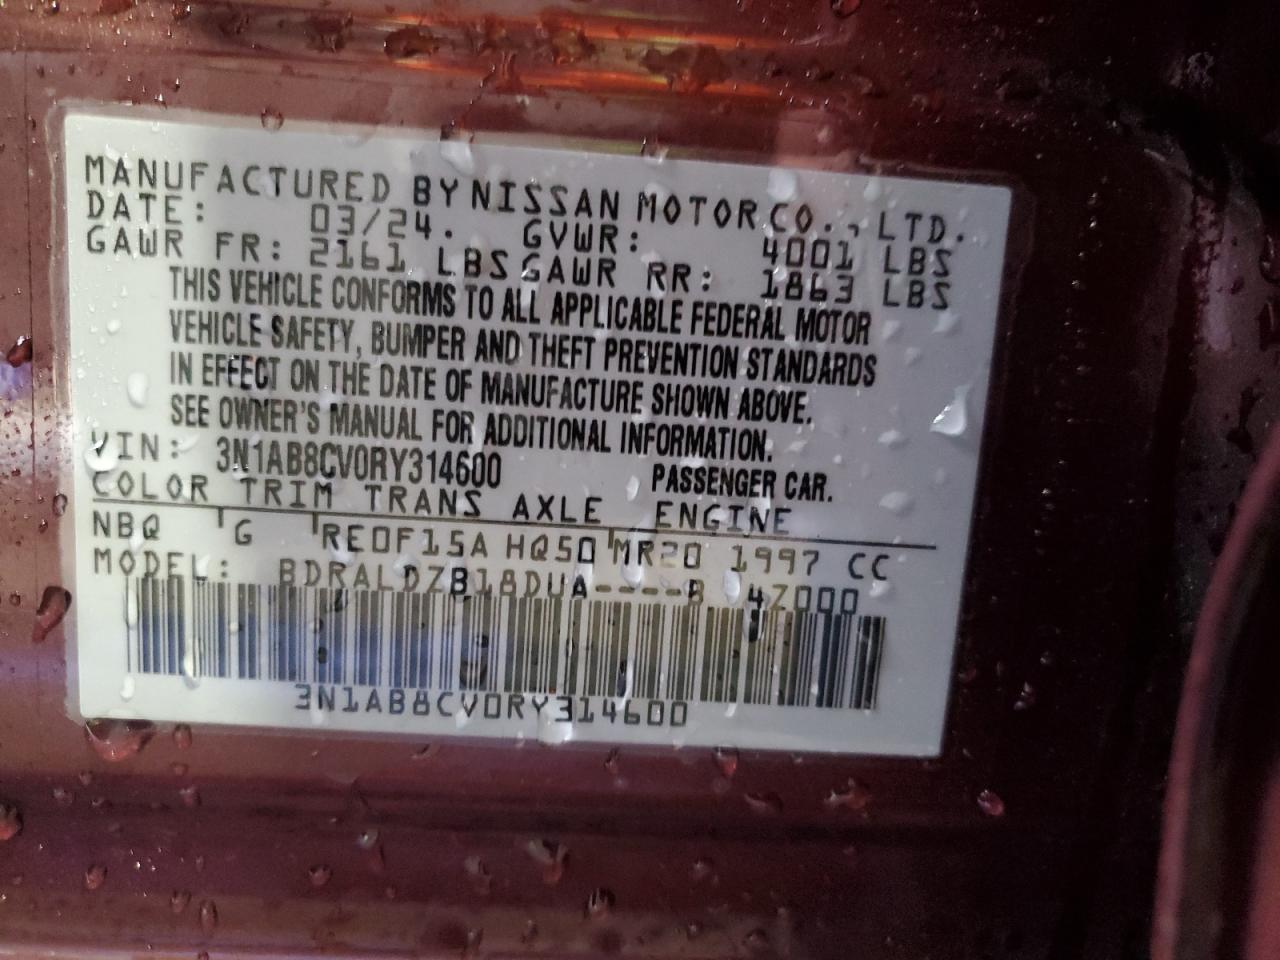 MANUFACTURED BY NISSAN MOTOR CO., LTD.
DATE: 03/24. GVWR: 4001 LBS
GAWR FR: 2161 LBS GAWR RR: 1863 LBS
THIS VEHICLE CONFORMS TO ALL APPLICABLE FEDERAL MOTOR
VEHICLE SAFETY, BUMPER AND THEFT PREVENTION STANDARDS
IN EFFECT ON THE DATE OF MANUFACTURE SHOWN ABOVE.
SEE OWNER'S MANUAL FOR ADDITIONAL INFORMATION.
VIN: 3N1AB8CV0RY314600 PASSENGER CAR.
COLOR TRIM TRANS AXLE ENGINE
NBQ G RE0F15A HQ50 MR20 1997 CC
MODEL: BDRALDZB18DUA----B 4Z000
3N1AB8CV0RY314600